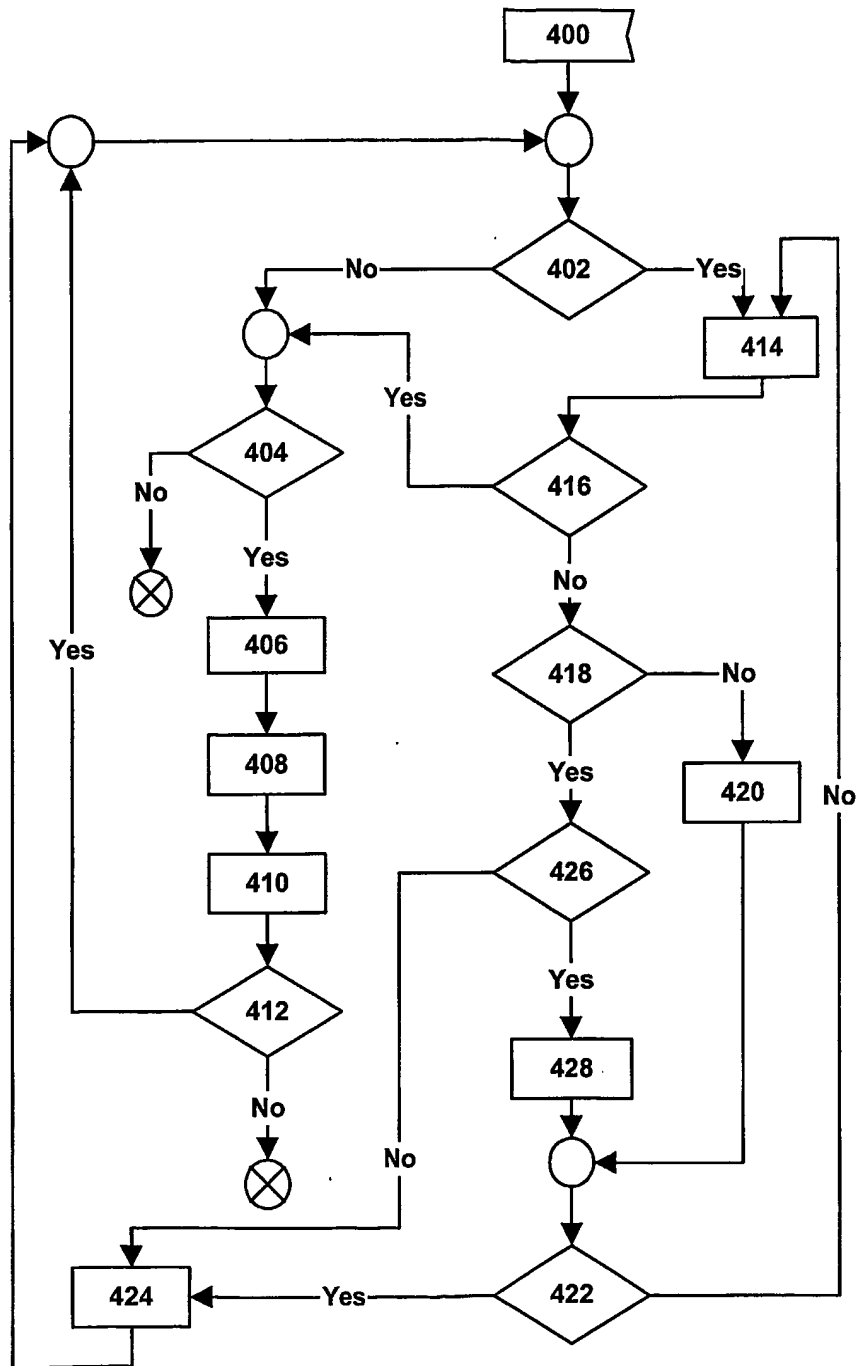 400
402
No
Yes
414
Yes
404
416
No
Yes
No
406
Yes
418
No
408
Yes
420
No
426
410
Yes
412
428
No
No
424
Yes
422